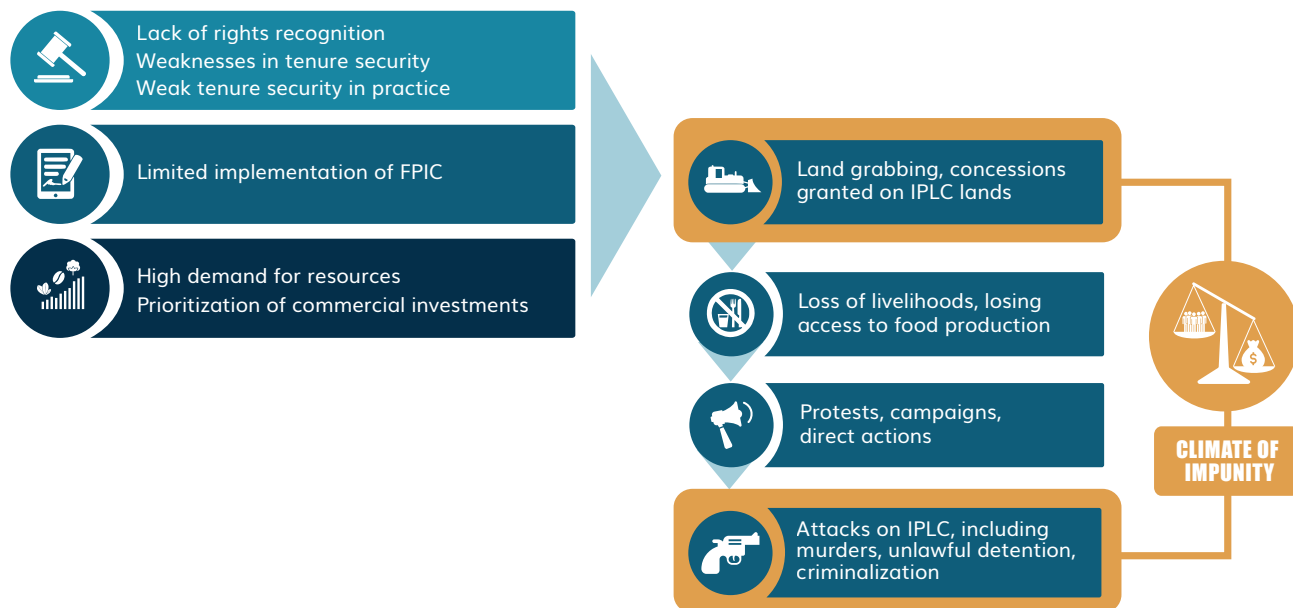 Lack of rights recognition
Weaknesses in tenure security
Weak tenure security in practice
Limited implementation of FPIC
High demand for resources
Prioritization of commercial investments
Land grabbing, concessions
granted on IPLC lands
Loss of livelihoods, losing
access to food production
Protests, campaigns,
direct actions
Attacks on IPLC, including
murders, unlawful detention,
criminalization
$
CLIMATE OF
IMPUNITY